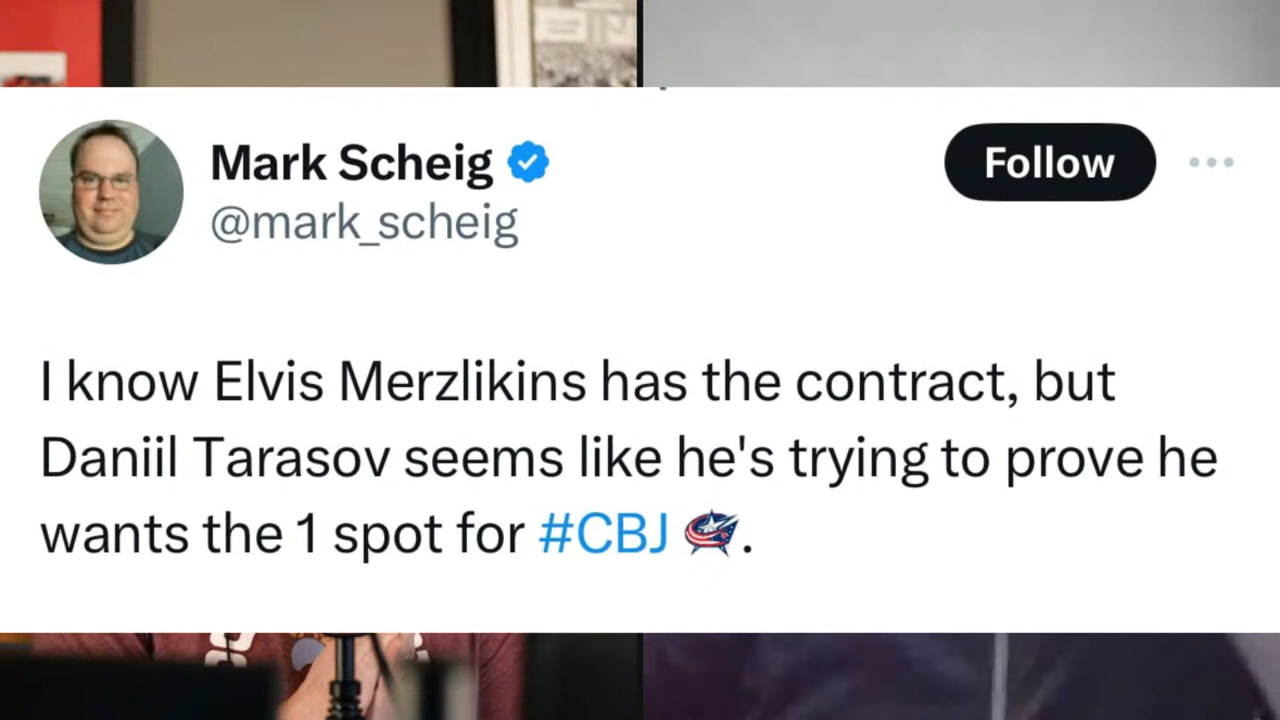 Mark Scheig
@mark_scheig
Follow
I know Elvis Merzlikins has the contract, but
Daniil Tarasov seems like he's trying to prove he
wants the 1 spot for #CBJ .